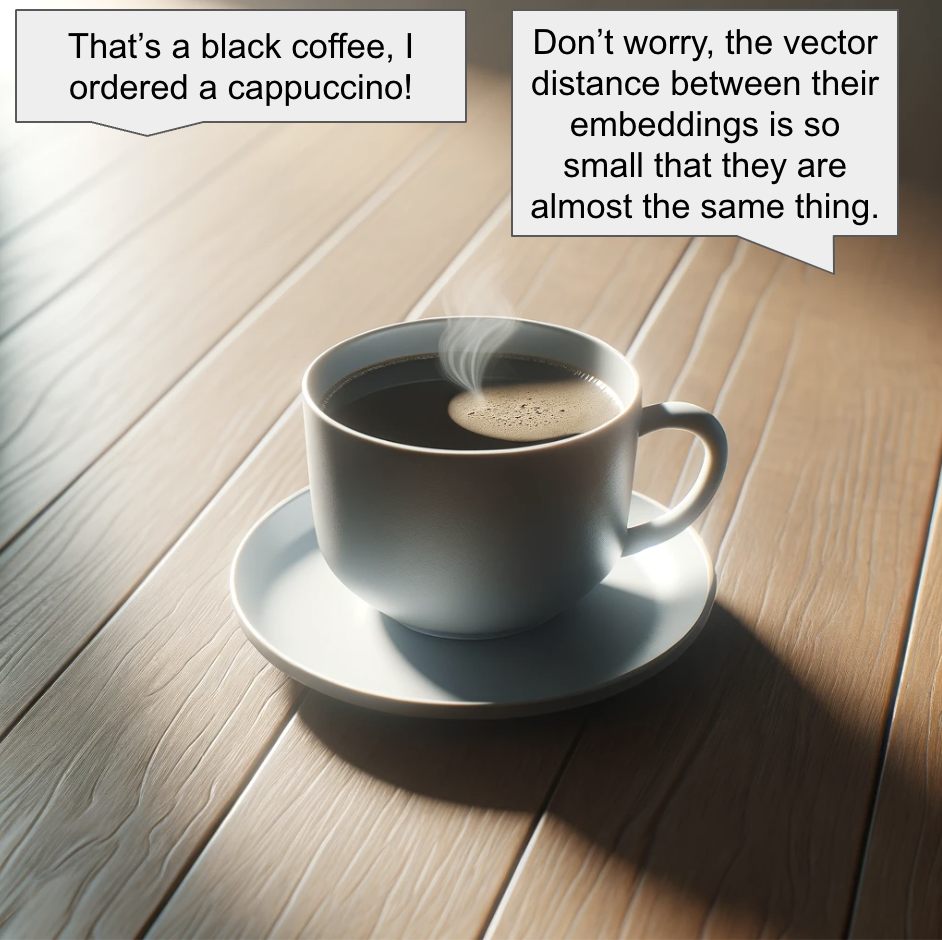 That’s a black coffee, I
ordered a cappuccino!
Don’t worry, the vector
distance between their
embeddings is so
small that they are
almost the same thing.